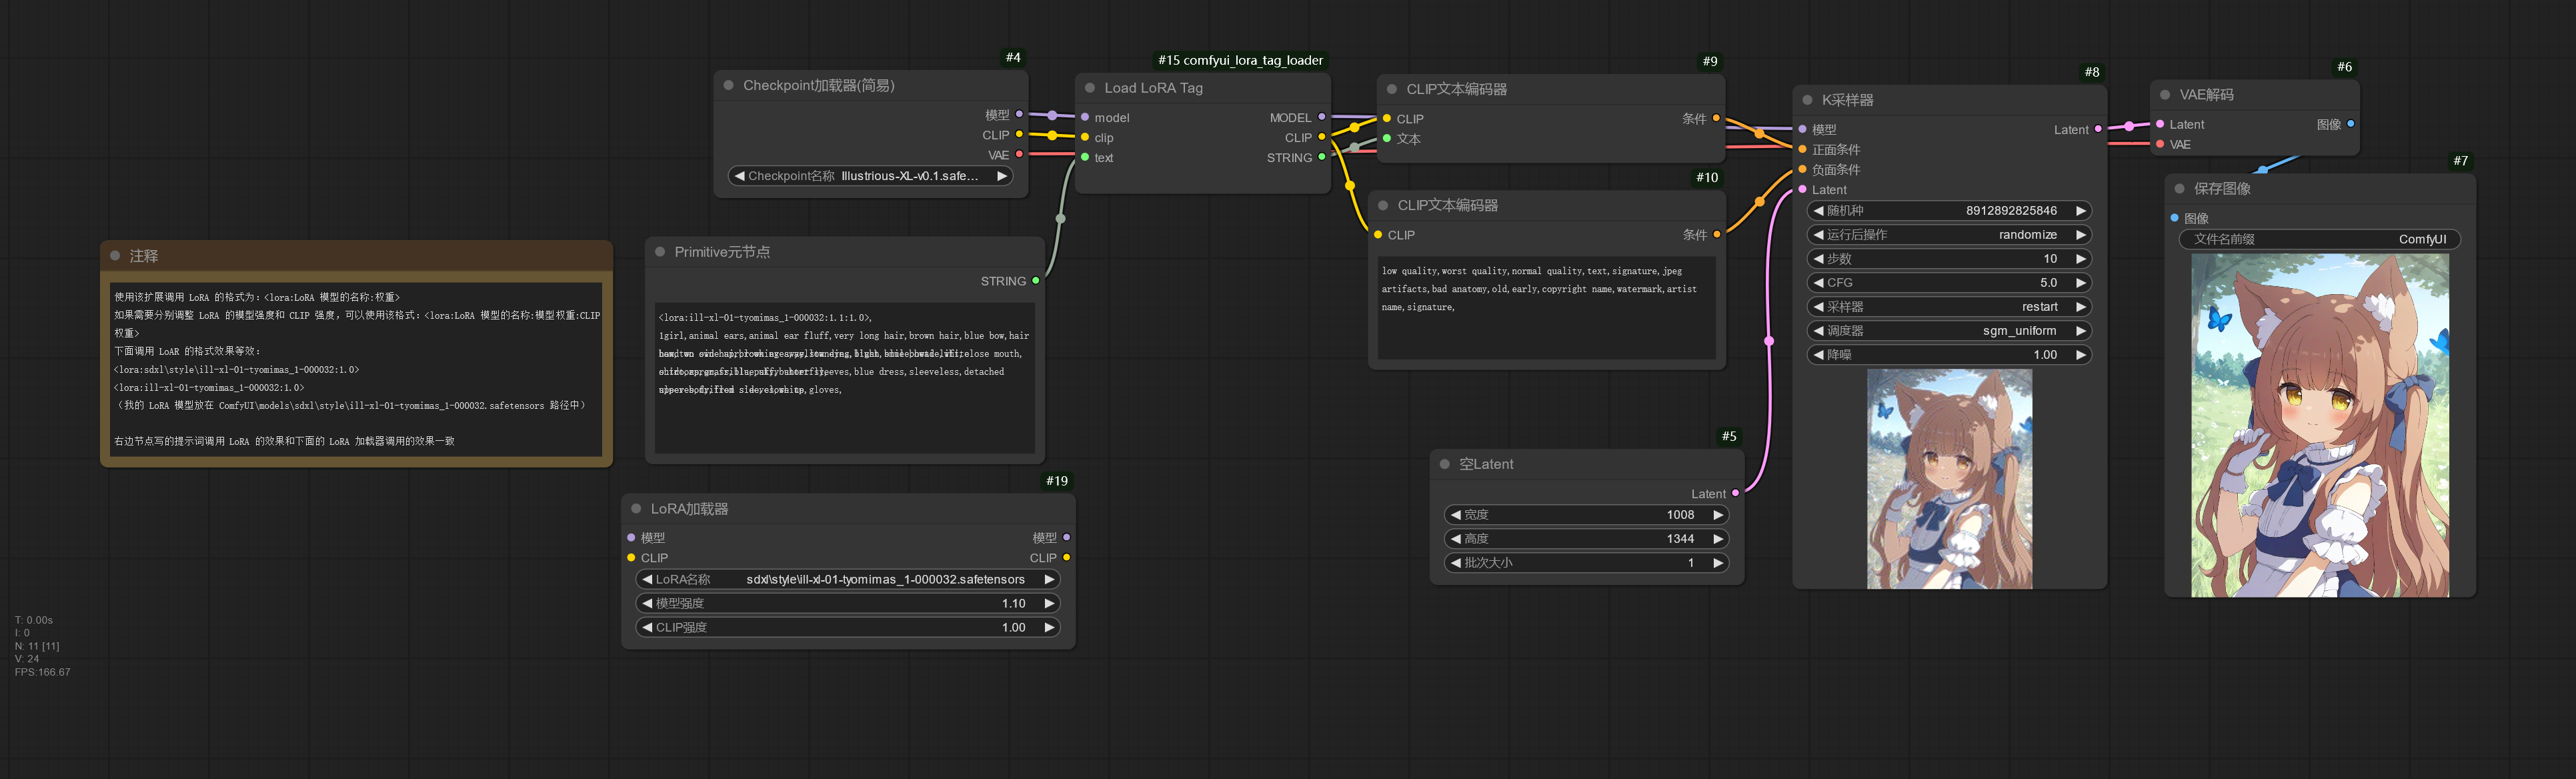 #4
Checkpoint加载器(简易)
模型
CLIP
VAE
Checkpoint名称 Illustrious-XL-v0.1.safe...
#15 comfyui_lora_tag_loader
Load LoRA Tag
model MODEL
clip CLIP
text STRING
#9
CLIP文本编码器
CLIP 条件
文本
#10
CLIP文本编码器
CLIP 条件
low quality,worst quality,normal quality,text,signature,jpeg
artifacts,bad anatomy,old,early,copyright name,watermark,artist
name,signature,
#8
K采样器
模型 Latent
正面条件
负面条件
Latent
随机种 8912892825846
运行后操作 randomize
步数 10
CFG 5.0
采样器 restart
调度器 sgm_uniform
降噪 1.00
#6
VAE解码
Latent 图像
VAE
#7
保存图像
图像
文件名前缀 ComfyUI
注释
使用该扩展调用 LoRA 的格式为：<lora:LoRA 模型的名称:权重>
如果需要分别调整 LoRA 的模型强度和 CLIP 强度，可以使用该格式：<lora:LoRA 模型的名称:模型权重:CLIP
权重>
下面调用 LoAR 的格式效果等效：
<lora:sdxl\style\ill-xl-01-tyomimas_1-000032:1.0>
<lora:ill-xl-01-tyomimas_1-000032:1.0>
（我的 LoRA 模型放在 ComfyUI\models\sdxl\style\ill-xl-01-tyomimas_1-000032.safetensors 路径中）
右边节点写的提示词调用 LoRA 的效果和下面的 LoRA 加载器调用的效果一致
Primitive元节点
STRING
<lora:ill-xl-01-tyomimas_1-000032:1.1:1.0>,
1girl,animal ears,animal ear fluff,very long hair,brown hair,blue bow,hair
close mouth,
blue dress,sleeveless,detached
gloves,
#19
LoRA加载器
模型 模型
CLIP CLIP
LoRA名称 sdxl\style\ill-xl-01-tyomimas_1-000032.safetensors
模型强度 1.10
CLIP强度 1.00
#5
空Latent
Latent
宽度 1008
高度 1344
批次大小 1
T: 0.00s
I: 0
N: 11 [11]
V: 24
FPS:166.67